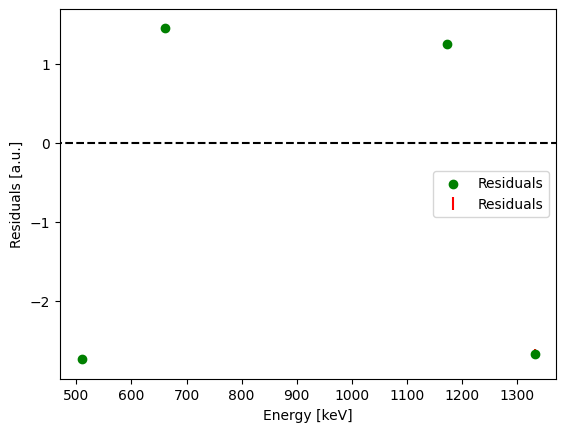 1
0
−1
−2
Residuals [a.u.]
Residuals
Residuals
500 600 700 800 900 1000 1100 1200 1300
Energy [keV]